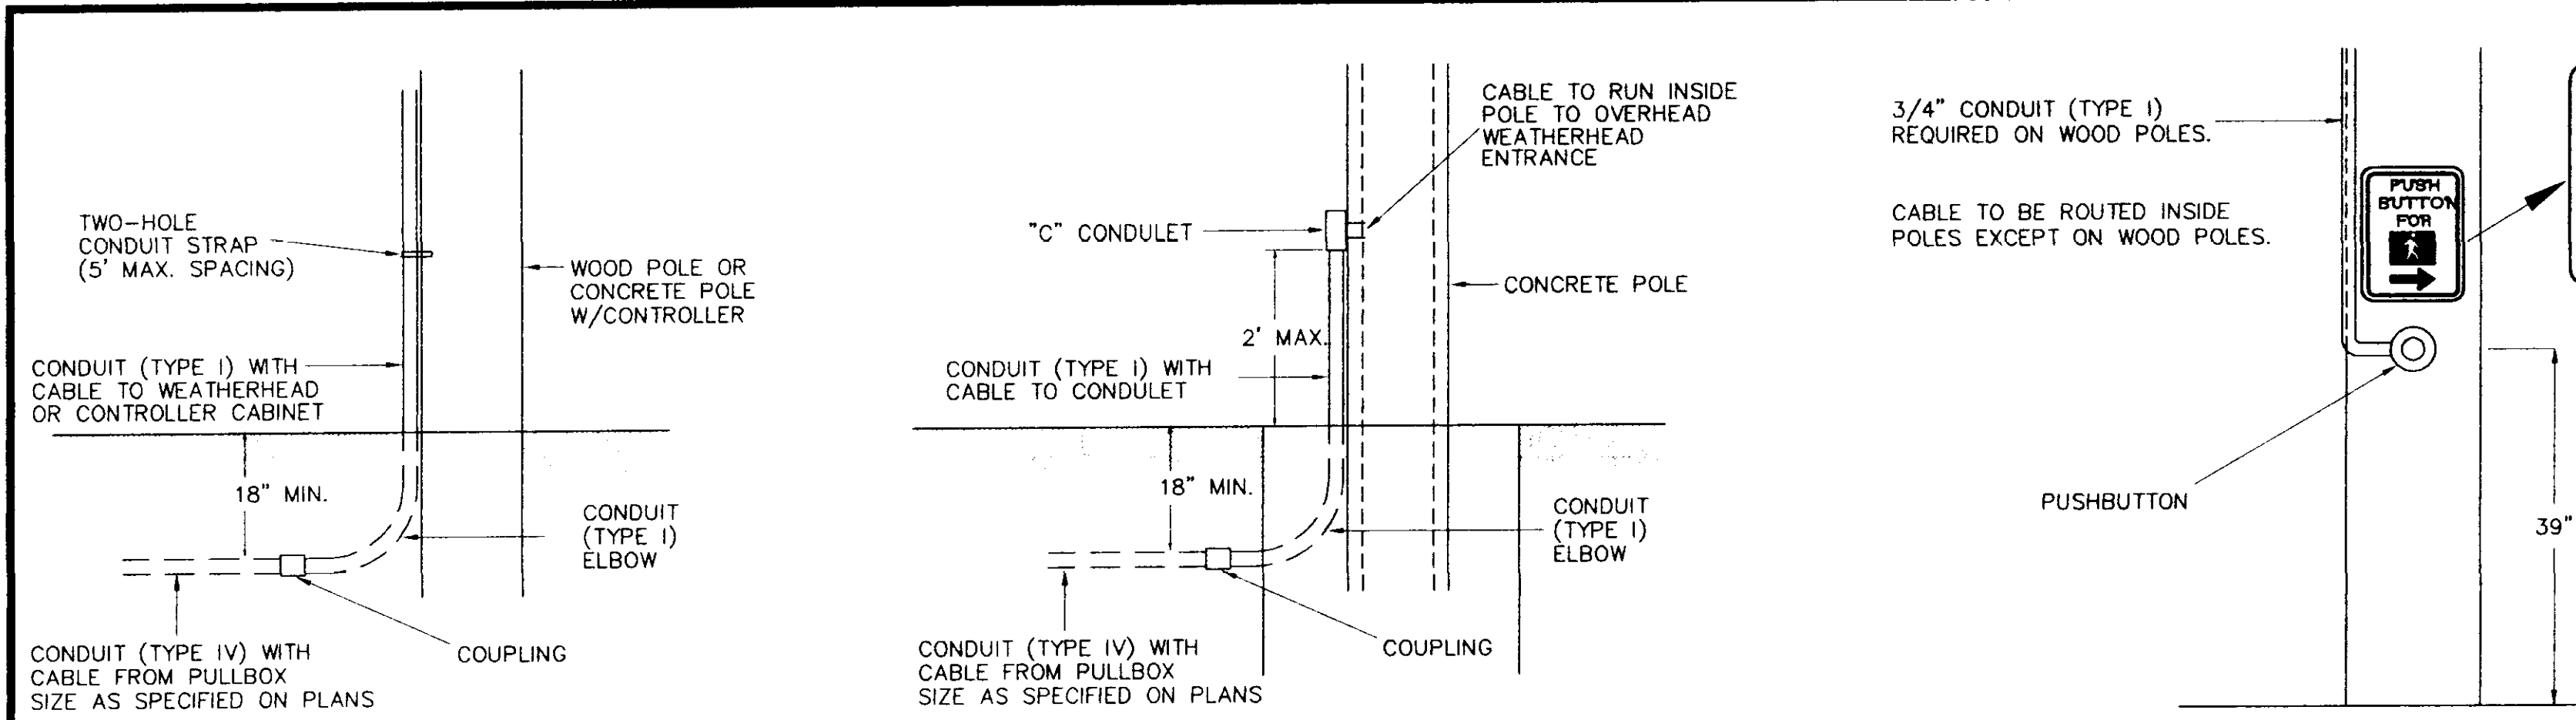 TWO-HOLE
CONDUIT STRAP
(5' MAX. SPACING)
WOOD POLE OR
CONCRETE POLE
W/CONTROLLER
CONDUIT (TYPE I) WITH
CABLE TO WEATHERHEAD
OR CONTROLLER CABINET
18" MIN.
CONDUIT
(TYPE I)
ELBOW
COUPLING
CONDUIT (TYPE IV) WITH
CABLE FROM PULLBOX
SIZE AS SPECIFIED ON PLANS
CABLE TO RUN INSIDE
POLE TO OVERHEAD
WEATHERHEAD
ENTRANCE
"C" CONDULET
CONCRETE POLE
2' MAX.
CONDUIT (TYPE I) WITH
CABLE TO CONDULET
18" MIN.
CONDUIT
(TYPE I)
ELBOW
COUPLING
CONDUIT (TYPE IV) WITH
CABLE FROM PULLBOX
SIZE AS SPECIFIED ON PLANS
3/4" CONDUIT (TYPE I)
REQUIRED ON WOOD POLES.
CABLE TO BE ROUTED INSIDE
POLES EXCEPT ON WOOD POLES.
PUSH
BUTTON
FOR
PUSHBUTTON
39"